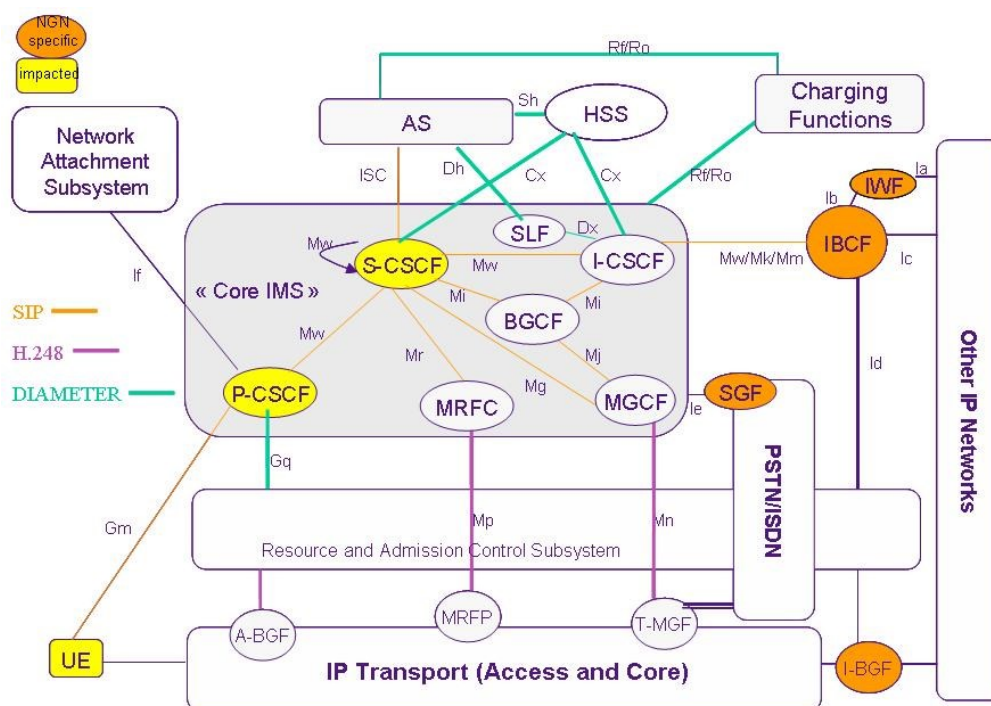 NGN
specific
impacted
Rf/Ro
Network
Attachment
Subsystem
AS
Sh
HSS
Charging
Functions
ISC
Dh
Cx
Cx
Rf/Ro
Ia
IWF
Ib
SLF
Dx
IBCF
Mw
S-CSCF
Mw
I-CSCF
Mw/Mk/Mm
Ic
If
« Core IMS »
Mi
Mi
BGCF
SIP
Mw
Mr
Mj
Id
H.248
Mg
DIAMETER
P-CSCF
MRFC
MGCF
Ie
SGF
Other IP Networks
PSTN/ISDN
Gq
Gm
Mp
Mn
Resource and Admission Control Subsystem
A-BGF
MRFP
T-MGF
UE
IP Transport (Access and Core)
I-BGF